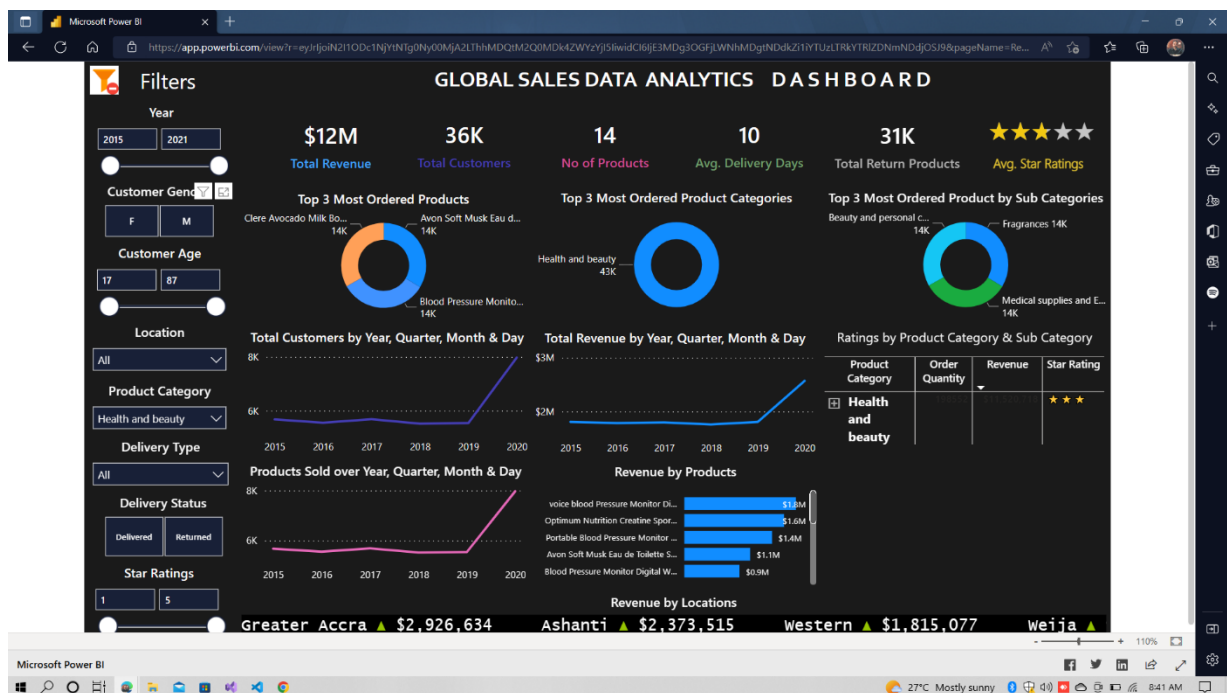 Microsoft Power BI
Filters
GLOBAL SALES DATA ANALYTICS DASHBOARD
Year
2015 2021
$12M 36K 14 10 31K
Total Revenue Total Customers No of Products Avg. Delivery Days Total Return Products Avg. Star Ratings
Customer Gend
F M
Customer Age
17 87
Location
All
Product Category
Health and beauty
Delivery Type
All
Delivery Status
Delivered Returned
Star Ratings
1 5
Top 3 Most Ordered Products
Clere Avocado Milk Bo...
14K
Avon Soft Musk Eau d...
14K
Blood Pressure Monito...
14K
Top 3 Most Ordered Product Categories
Health and beauty
43K
Top 3 Most Ordered Product by Sub Categories
Beauty and personal c...
14K
Fragrances 14K
Medical supplies and E...
14K
Total Customers by Year, Quarter, Month & Day
8K
6K
2015 2016 2017 2018 2019 2020
Total Revenue by Year, Quarter, Month & Day
$3M
$2M
2015 2016 2017 2018 2019 2020
Ratings by Product Category & Sub Category
Product Category Order Quantity Revenue Star Rating
Health and beauty
Products Sold over Year, Quarter, Month & Day
8K
6K
2015 2016 2017 2018 2019 2020
Revenue by Products
voice blood Pressure Monitor Di... $1.8M
Optimum Nutrition Creatine Spor... $1.6M
Portable Blood Pressure Monitor ... $1.4M
Avon Soft Musk Eau de Toilette S... $1.1M
Blood Pressure Monitor Digital W... $0.9M
Revenue by Locations
Greater Accra ▲ $2,926,634 Ashanti ▲ $2,373,515 Western ▲ $1,815,077 Weija ▲
- + 110%
Microsoft Power BI
27°C Mostly sunny 8:41 AM